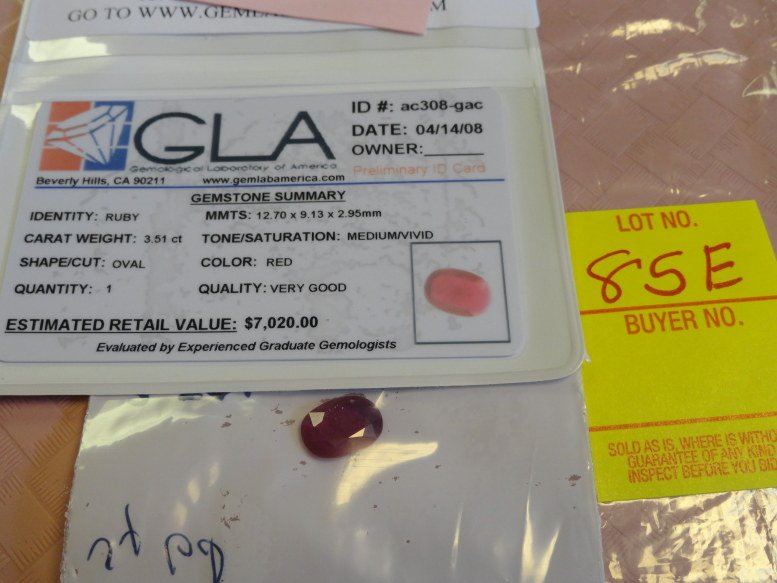 GO TO WWW.
GLA
Gemological Laboratory of America
Beverly Hills, CA 90211 www.gemlabamerica.com
ID #: ac308-gac
DATE: 04/14/08
OWNER:
Preliminary ID Card
GEMSTONE SUMMARY
IDENTITY: RUBY MMTS: 12.70 x 9.13 x 2.95mm
CARAT WEIGHT: 3.51 ct TONE/SATURATION: MEDIUM/VIVID
SHAPE/CUT: OVAL COLOR: RED
QUANTITY: 1 QUALITY: VERY GOOD
ESTIMATED RETAIL VALUE: $7,020.00
Evaluated by Experienced Graduate Gemologists
LOT NO.
85E
BUYER NO.
SOLD AS IS, WHERE IS
GUARANTEE OF ANY KIND
INSPECT BEFORE YOU